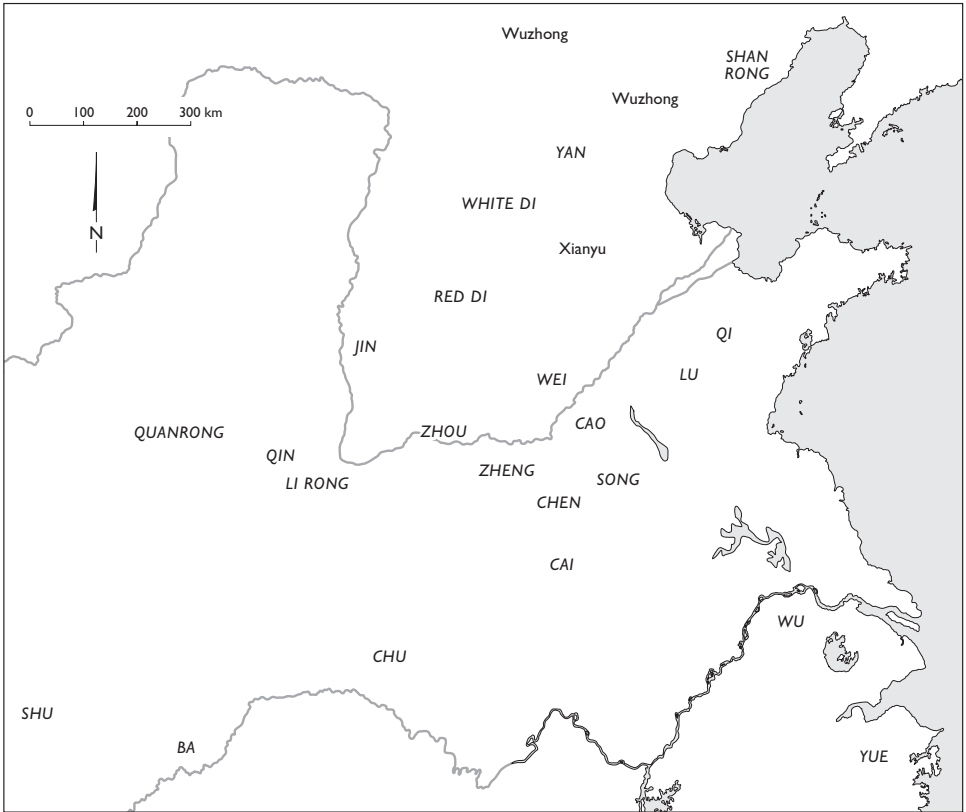 Wuzhong
SHAN
RONG
0 100 200 300 km
Wuzhong
YAN
WHITE DI
N
Xianyu
RED DI
QI
JIN
LU
WEI
CAO
QUANRONG
ZHOU
QIN
ZHENG
LI RONG
SONG
CHEN
CAI
WU
CHU
SHU
BA
YUE